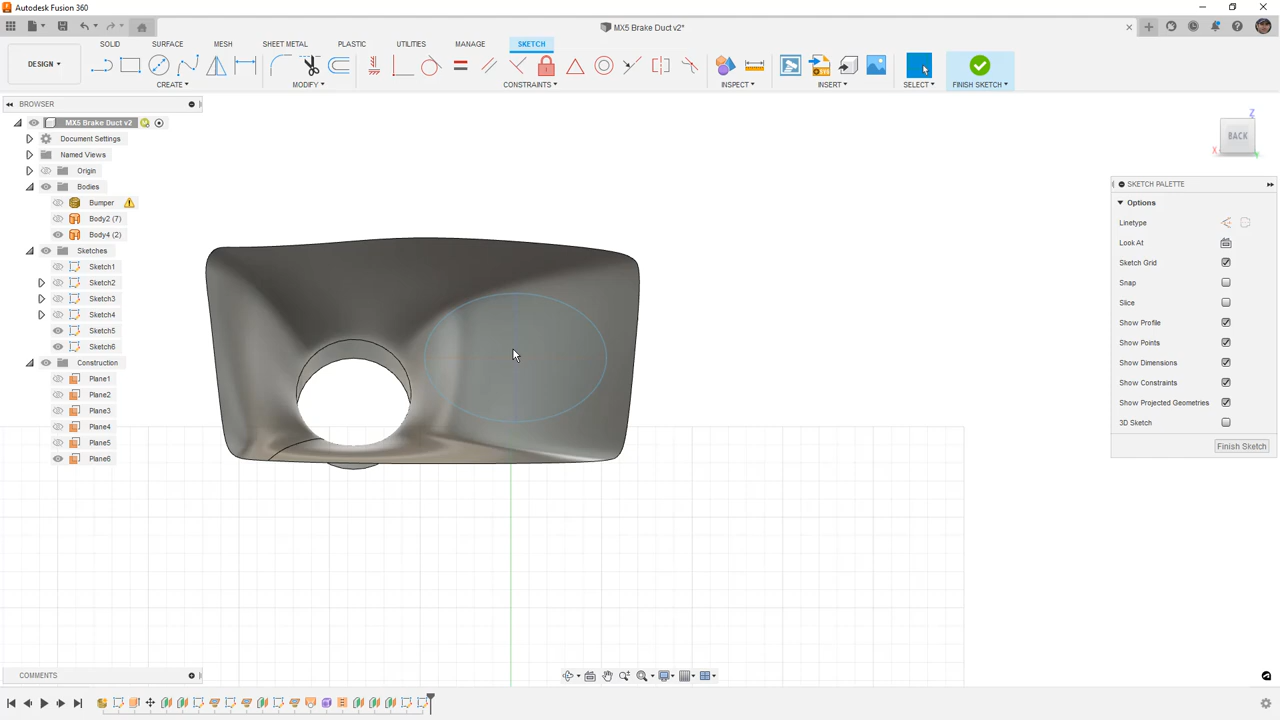 Autodesk Fusion 360
MX5 Brake Duct v2*
DESIGN
SOLID
SURFACE
MESH
SHEET METAL
PLASTIC
UTILITIES
MANAGE
SKETCH
CREATE
MODIFY
CONSTRAINTS
INSPECT
INSERT
SELECT
FINISH SKETCH
BROWSER
MX5 Brake Duct v2
Document Settings
Named Views
Origin
Bodies
Bumper
Body2 (7)
Body4 (2)
Sketches
Sketch1
Sketch2
Sketch3
Sketch4
Sketch5
Sketch6
Construction
Plane1
Plane2
Plane3
Plane4
Plane5
Plane6
Z
BACK
X
SKETCH PALETTE
Options
Linetype
Look At
Sketch Grid
Snap
Slice
Show Profile
Show Points
Show Dimensions
Show Constraints
Show Projected Geometries
3D Sketch
Finish Sketch
COMMENTS